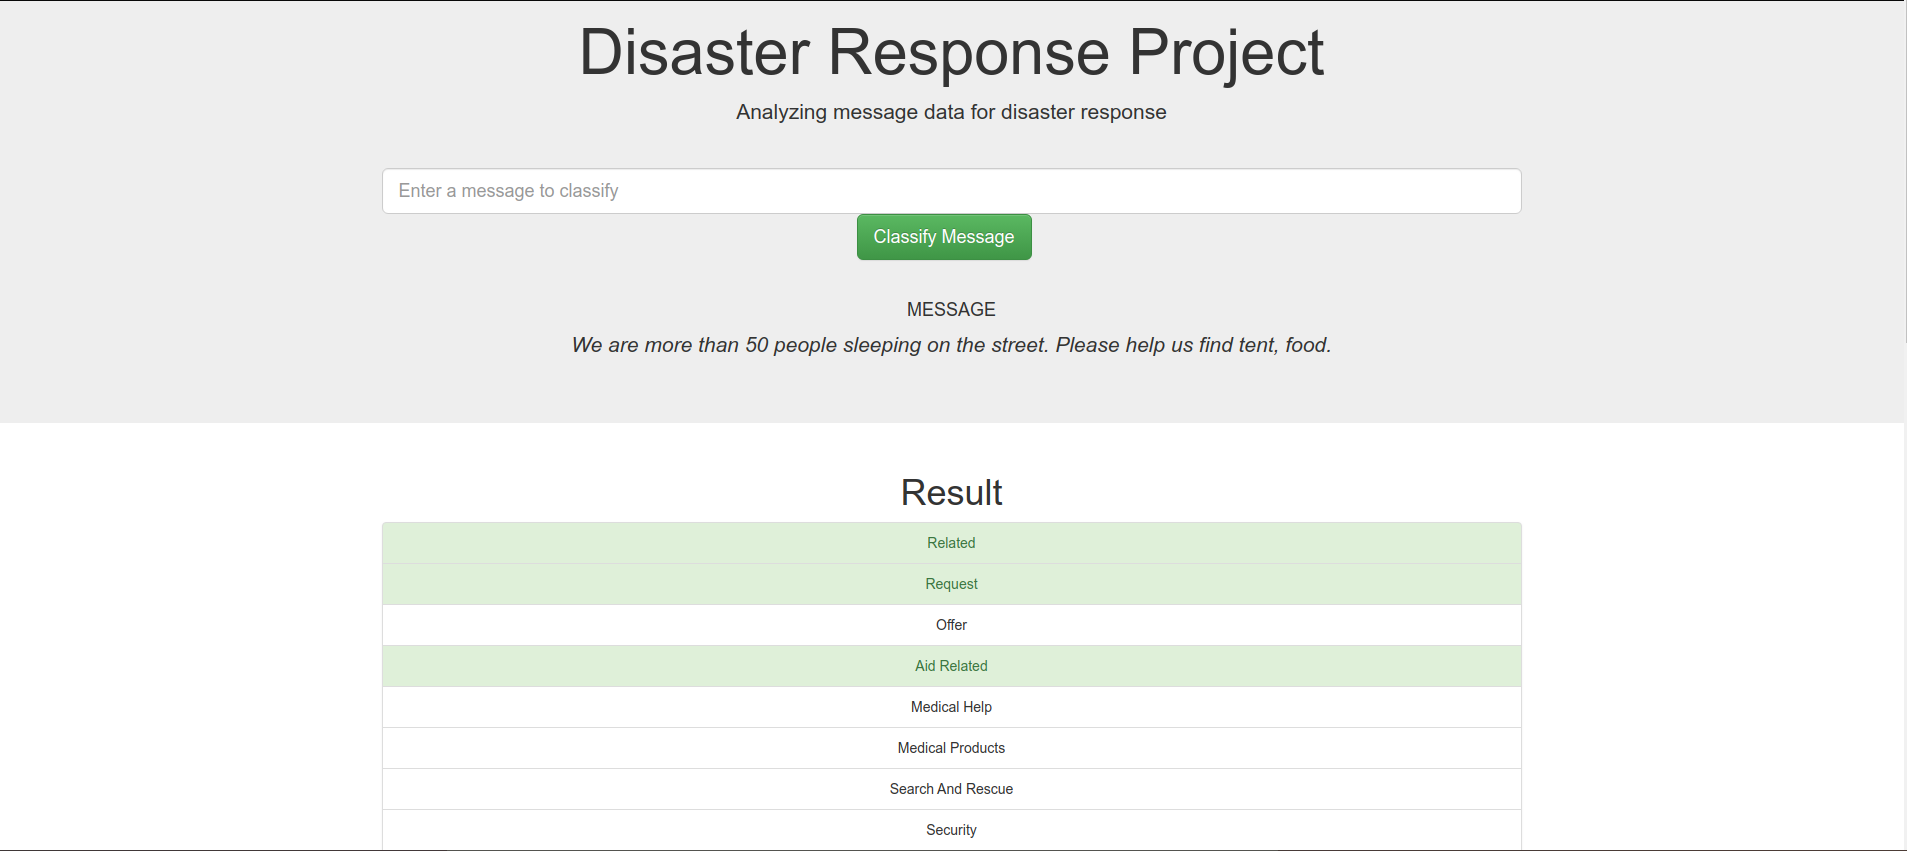 Disaster Response Project
Analyzing message data for disaster response
Enter a message to classify
Classify Message
MESSAGE
We are more than 50 people sleeping on the street. Please help us find tent, food.
Result
Related
Request
Offer
Aid Related
Medical Help
Medical Products
Search And Rescue
Security